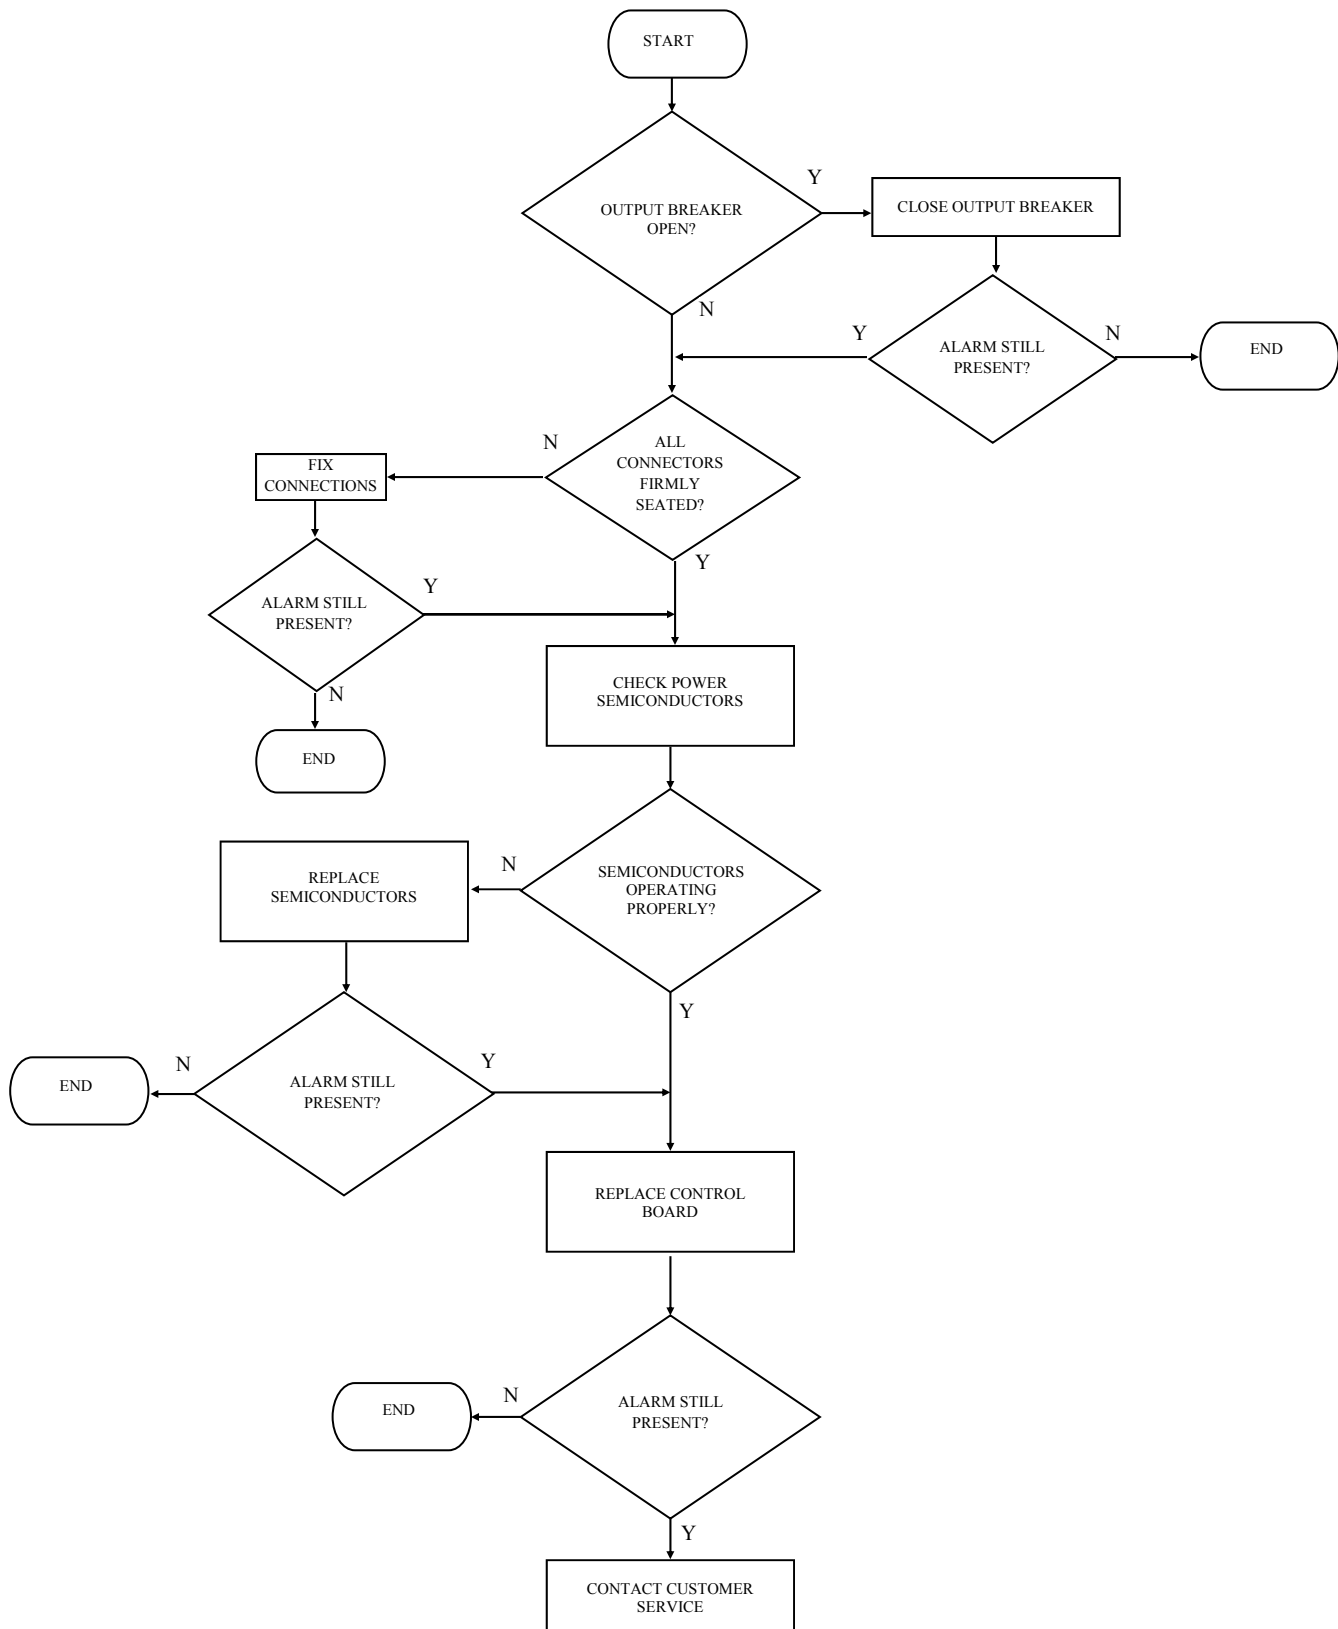 START
Y
OUTPUT BREAKER
OPEN?
CLOSE OUTPUT BREAKER
N
Y
ALARM STILL
PRESENT?
N
END
N
ALL
CONNECTORS
FIRMLY
SEATED?
FIX
CONNECTIONS
Y
Y
ALARM STILL
PRESENT?
N
CHECK POWER
SEMICONDUCTORS
END
N
SEMICONDUCTORS
OPERATING
PROPERLY?
REPLACE
SEMICONDUCTORS
Y
N
Y
END
ALARM STILL
PRESENT?
REPLACE CONTROL
BOARD
N
END
ALARM STILL
PRESENT?
Y
CONTACT CUSTOMER
SERVICE